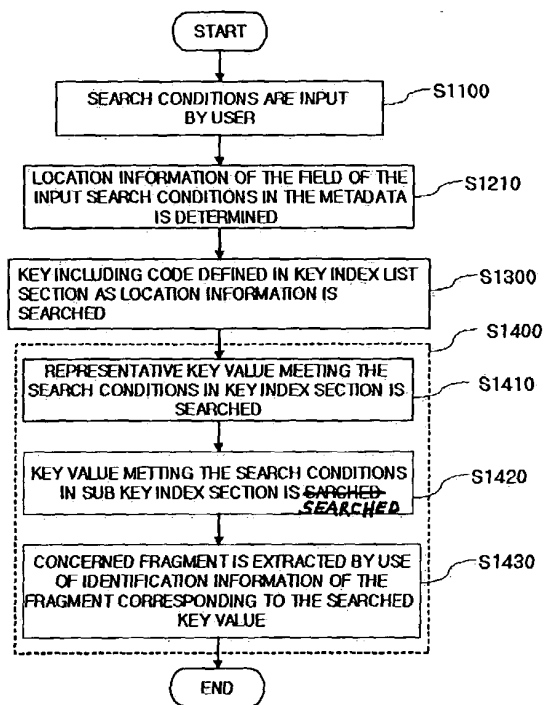 START
SEARCH CONDITIONS ARE INPUT
BY USER
S1100
LOCATION INFORMATION OF THE FIELD OF THE
INPUT SEARCH CONDITIONS IN THE METADATA
IS DETERMINED
S1210
KEY INCLUDING CODE DEFINED IN KEY INDEX LIST
SECTION AS LOCATION INFORMATION IS
SEARCHED
S1300
S1400
REPRESENTATIVE KEY VALUE MEETING THE
SEARCH CONDITIONS IN KEY INDEX SECTION IS
SEARCHED
S1410
KEY VALUE METTING THE SEARCH CONDITIONS
IN SUB KEY INDEX SECTION IS SARCHED
SEARCHED
S1420
CONCERNED FRAGMENT IS EXTRACTED BY USE
OF IDENTIFICATION INFORMATION OF THE
FRAGMENT CORRESPONDING TO THE SEARCHED
KEY VALUE
S1430
END